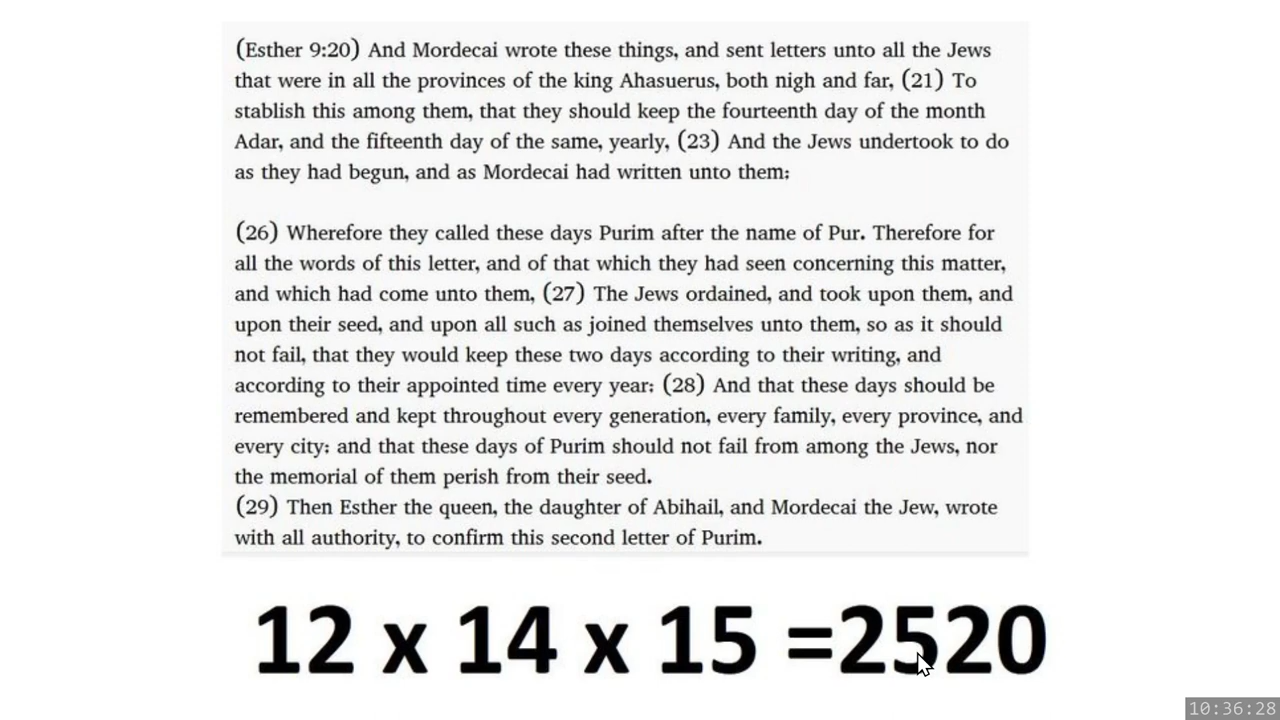 (Esther 9:20) And Mordecai wrote these things, and sent letters unto all the Jews
that were in all the provinces of the king Ahasuerus, both nigh and far, (21) To
stablish this among them, that they should keep the fourteenth day of the month
Adar, and the fifteenth day of the same, yearly, (23) And the Jews undertook to do
as they had begun, and as Mordecai had written unto them;
(26) Wherefore they called these days Purim after the name of Pur. Therefore for
all the words of this letter, and of that which they had seen concerning this matter,
and which had come unto them, (27) The Jews ordained, and took upon them, and
upon their seed, and upon all such as joined themselves unto them, so as it should
not fail, that they would keep these two days according to their writing, and
according to their appointed time every year; (28) And that these days should be
remembered and kept throughout every generation, every family, every province, and
every city; and that these days of Purim should not fail from among the Jews, nor
the memorial of them perish from their seed.
(29) Then Esther the queen, the daughter of Abihail, and Mordecai the Jew, wrote
with all authority, to confirm this second letter of Purim.
12 x 14 x 15 =2520
10:36:28